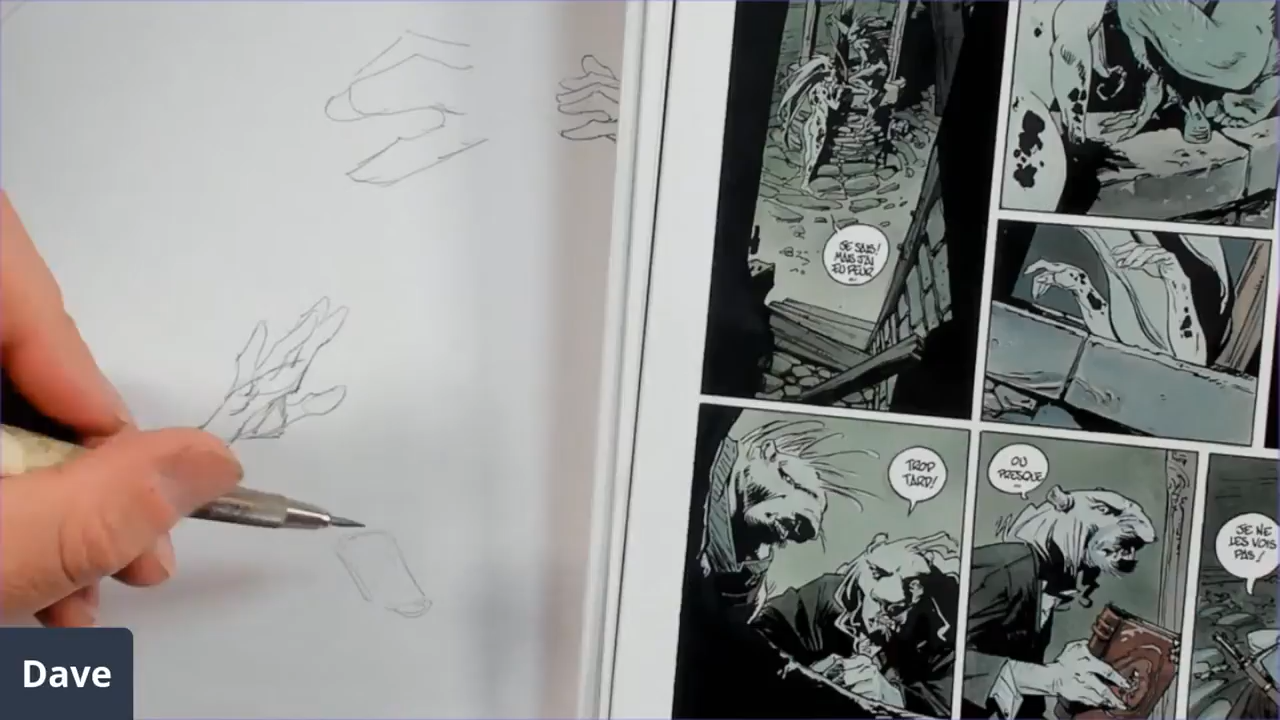 JE SAIS!
MAIS J'AI
EU PEUR
...
TROP
TARD!
OU
PRESQUE
...
JE NE
LES VOIS
PAS!
Dave